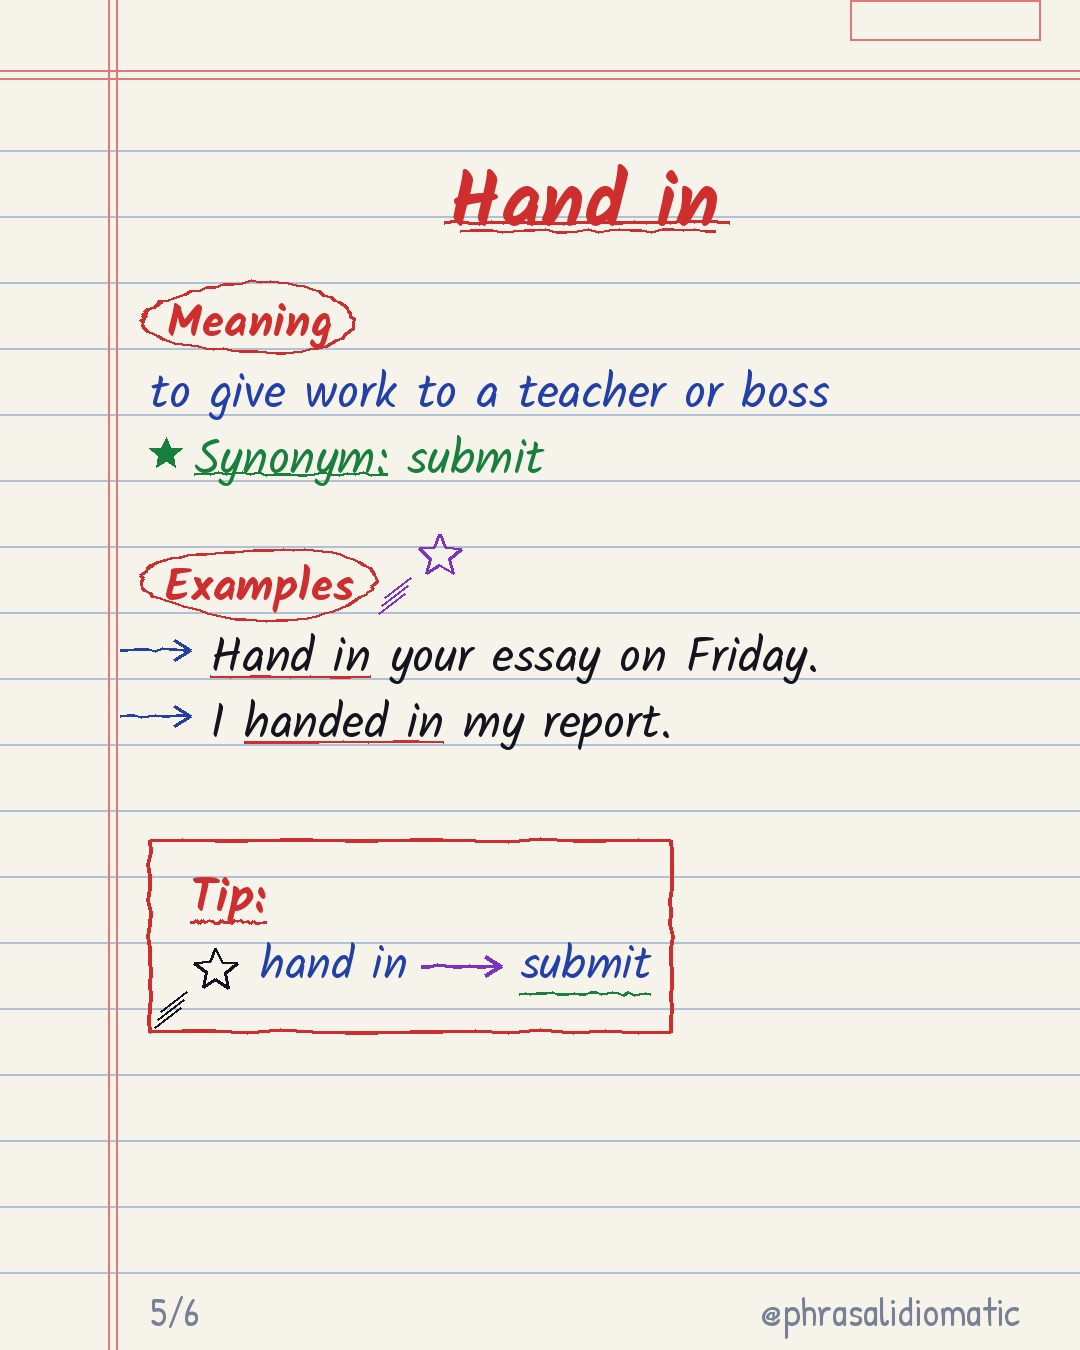 Hand in
Meaning
to give work to a teacher or boss
Synonym: submit
Examples
Hand in your essay on Friday.
I handed in my report.
Tip:
hand in → submit
5/6
@phrasalidiomatic